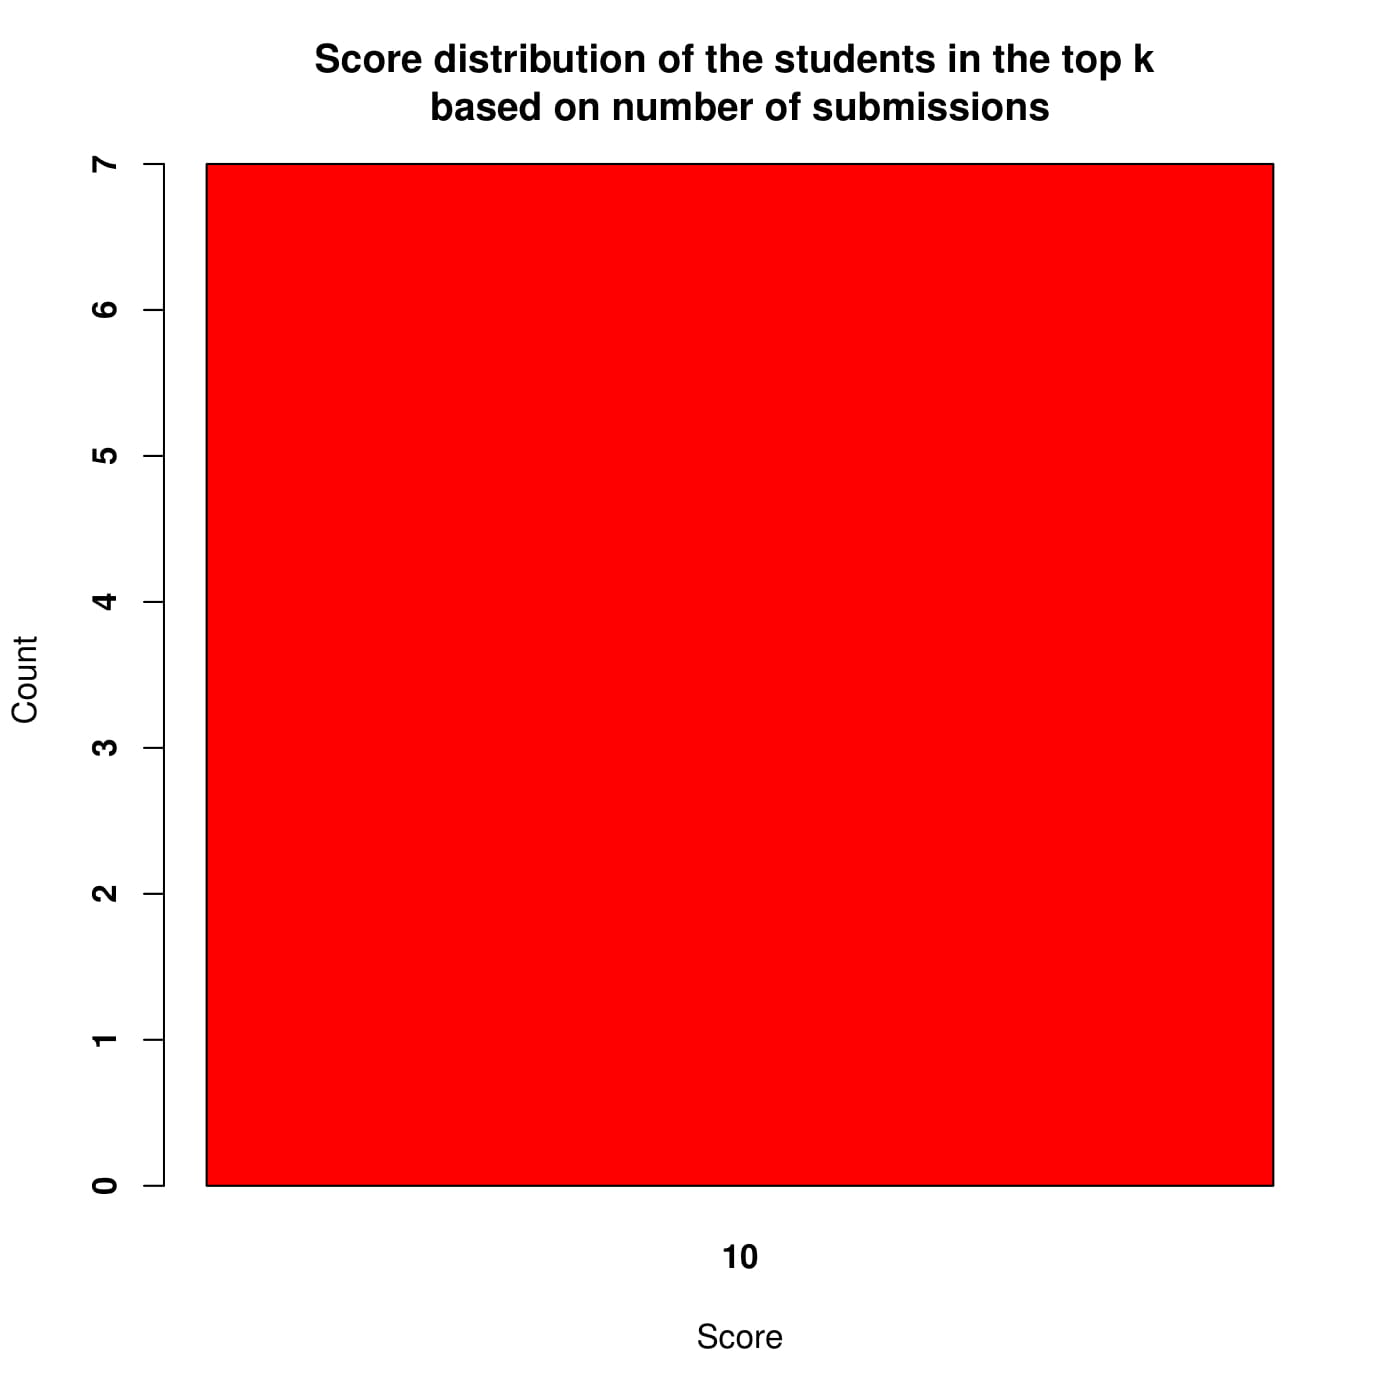 Score distribution of the students in the top k
based on number of submissions
7
6
5
4
3
2
1
0
Count
10
Score